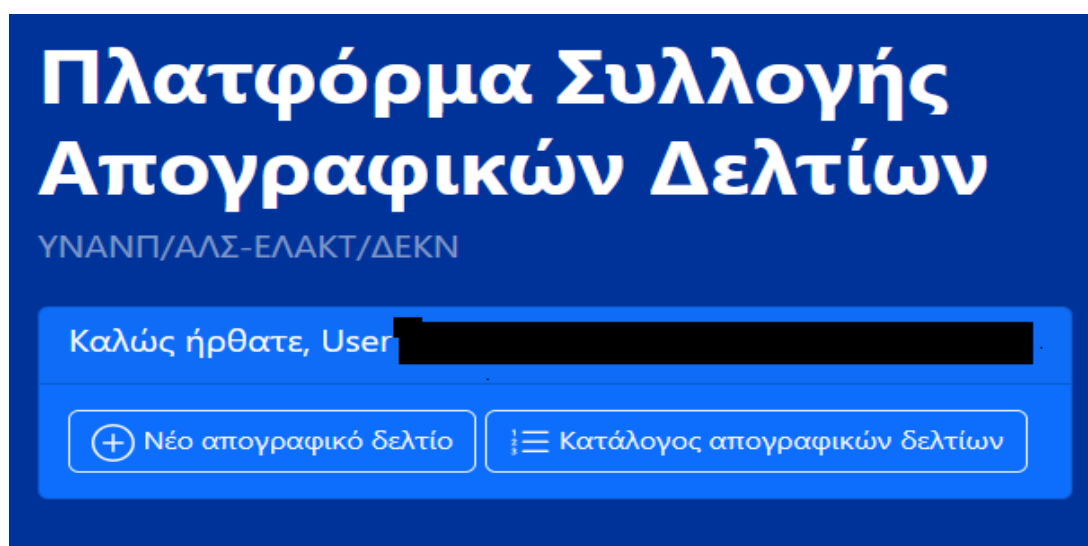 Πλατφόρμα Συλλογής
Απογραφικών Δελτίων
ΥΝΑΝΠ/ΑΛΣ-ΕΛΑΚΤ/ΔΕΚΝ
Καλώς ήρθατε, User
Νέο απογραφικό δελτίο
Κατάλογος απογραφικών δελτίων